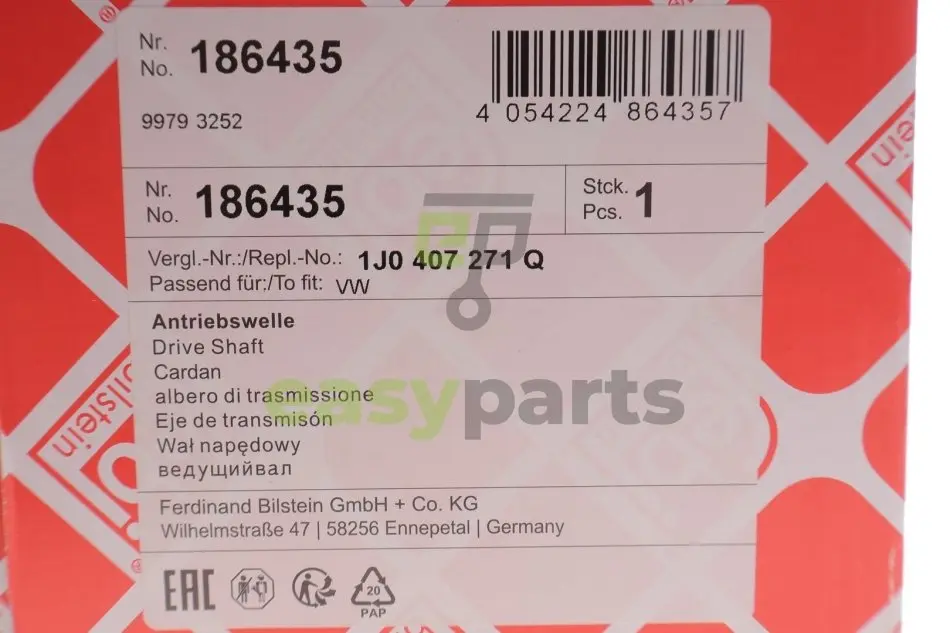 Nr.
No. 186435
4 054224 864357
9979 3252
Nr.
No. 186435
Stck.
Pcs. 1
Vergl.-Nr.:/Repl.-No.: 1J0 407 271 Q
Passend für:/To fit: VW
Antriebswelle
Drive Shaft
Cardan
albero di trasmissione
Eje de transmisón
Wał napędowy
ведущийвал
easyparts
Ferdinand Bilstein GmbH + Co. KG
Wilhelmstraße 47 | 58256 Ennepetal | Germany
EAC
20
PAP
bilstein